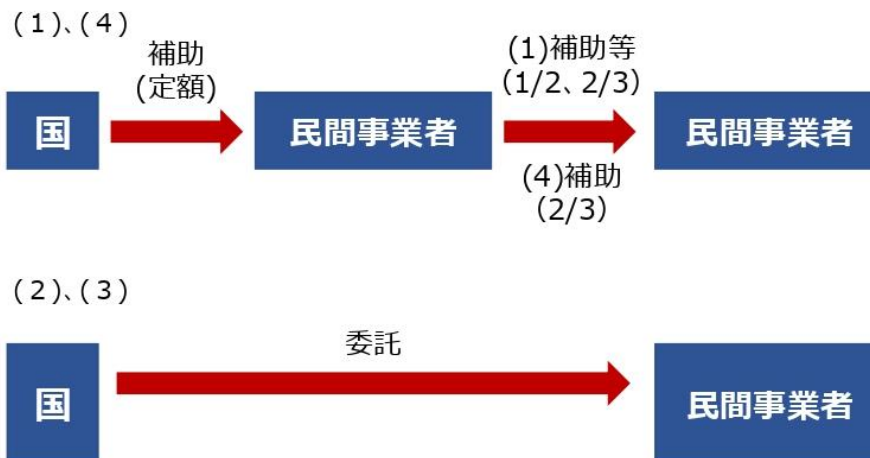 (１)、(４)
補助
(定額)
(1)補助等
(1/2、2/3)
国
民間事業者
民間事業者
(4)補助
(2/3)
(２)、(３)
委託
国
民間事業者